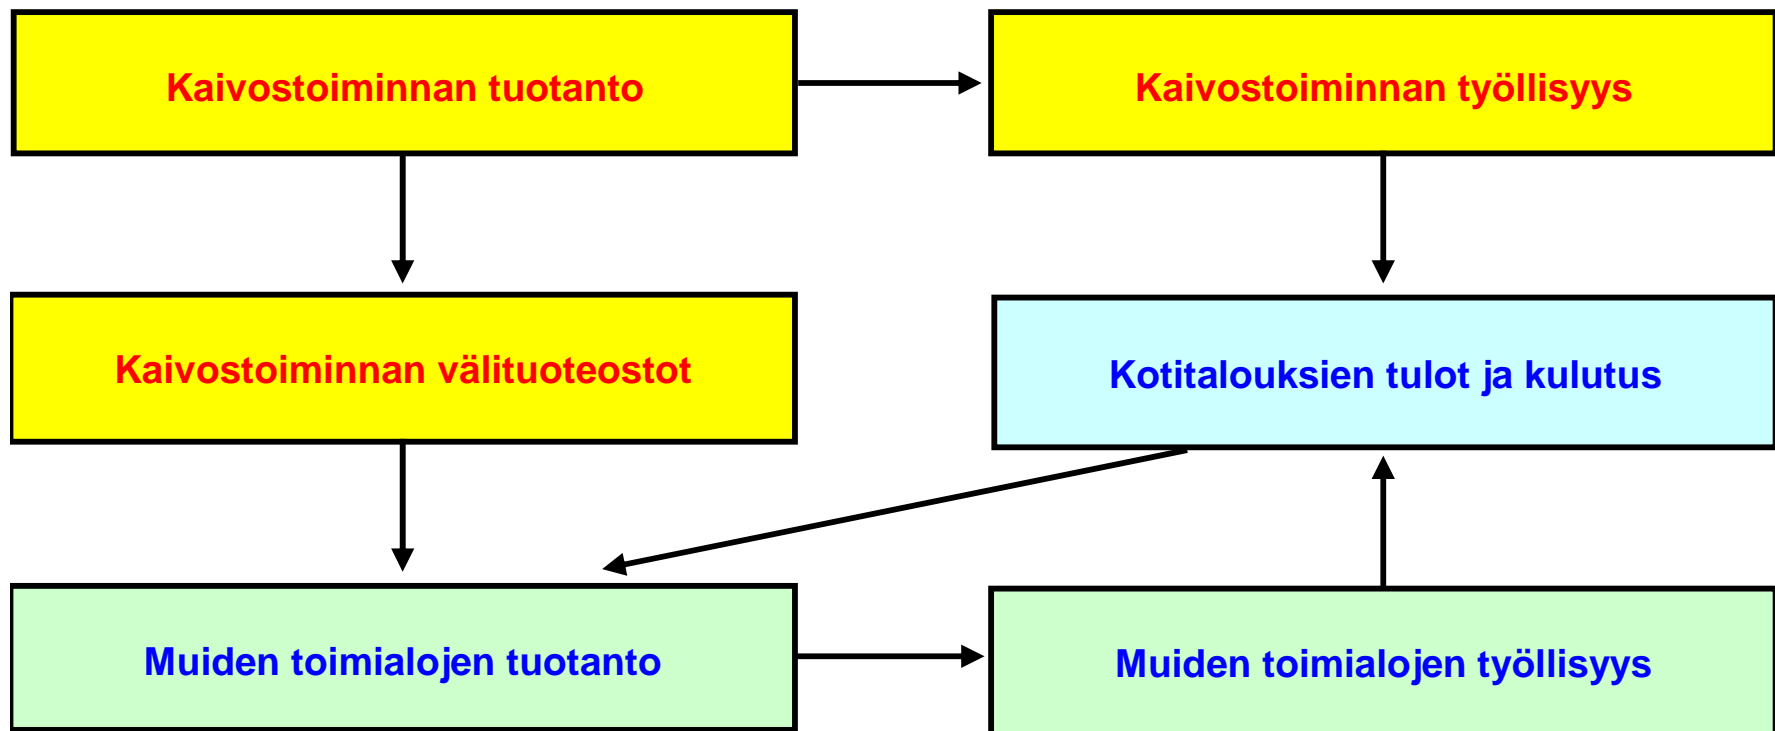 Kaivostoiminnan tuotanto
Kaivostoiminnan työllisyys
Kaivostoiminnan välituoteostot
Kotitalouksien tulot ja kulutus
Muiden toimialojen tuotanto
Muiden toimialojen työllisyys